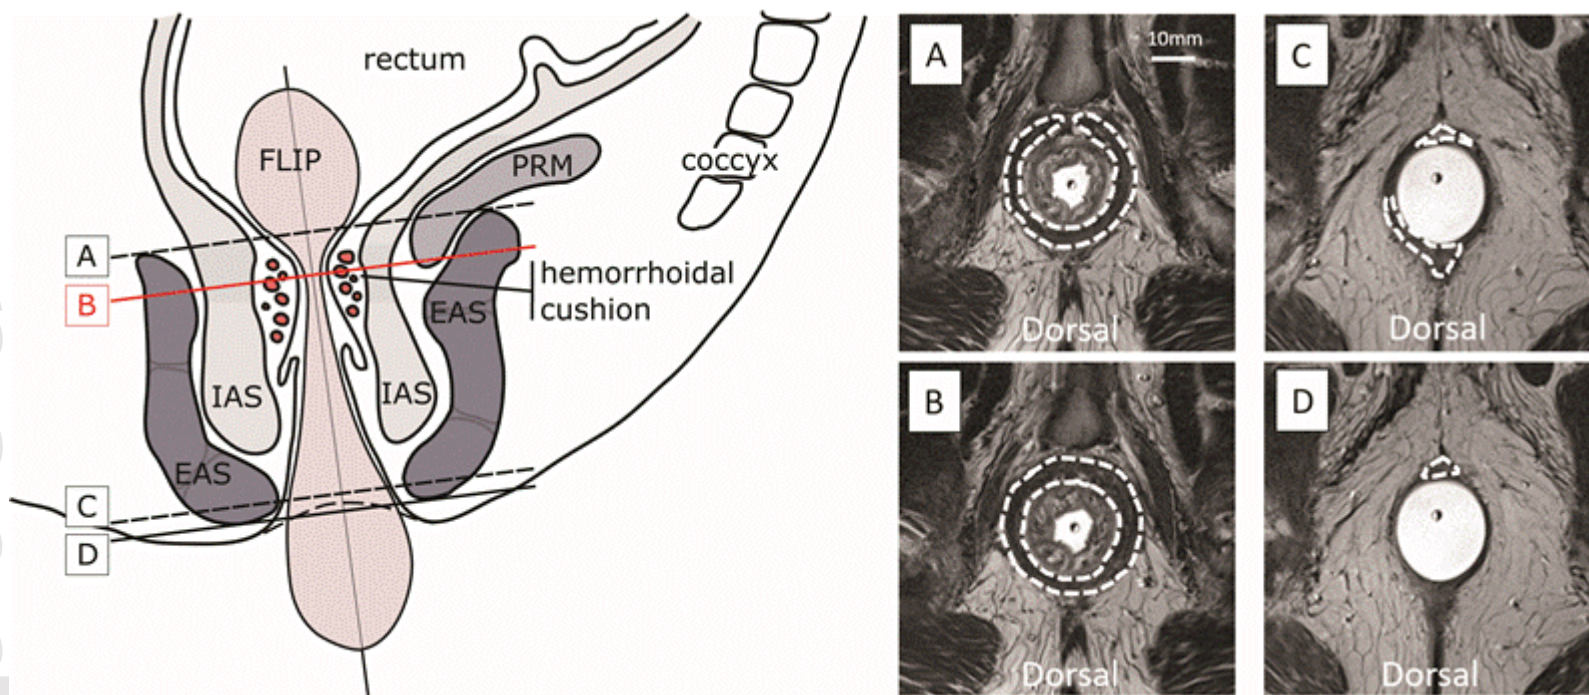 rectum
FLIP
PRM
coccyx
A
B
hemorrhoidal
cushion
EAS
IAS
IAS
EAS
C
D
A
10mm
Dorsal
C
Dorsal
B
Dorsal
D
Dorsal